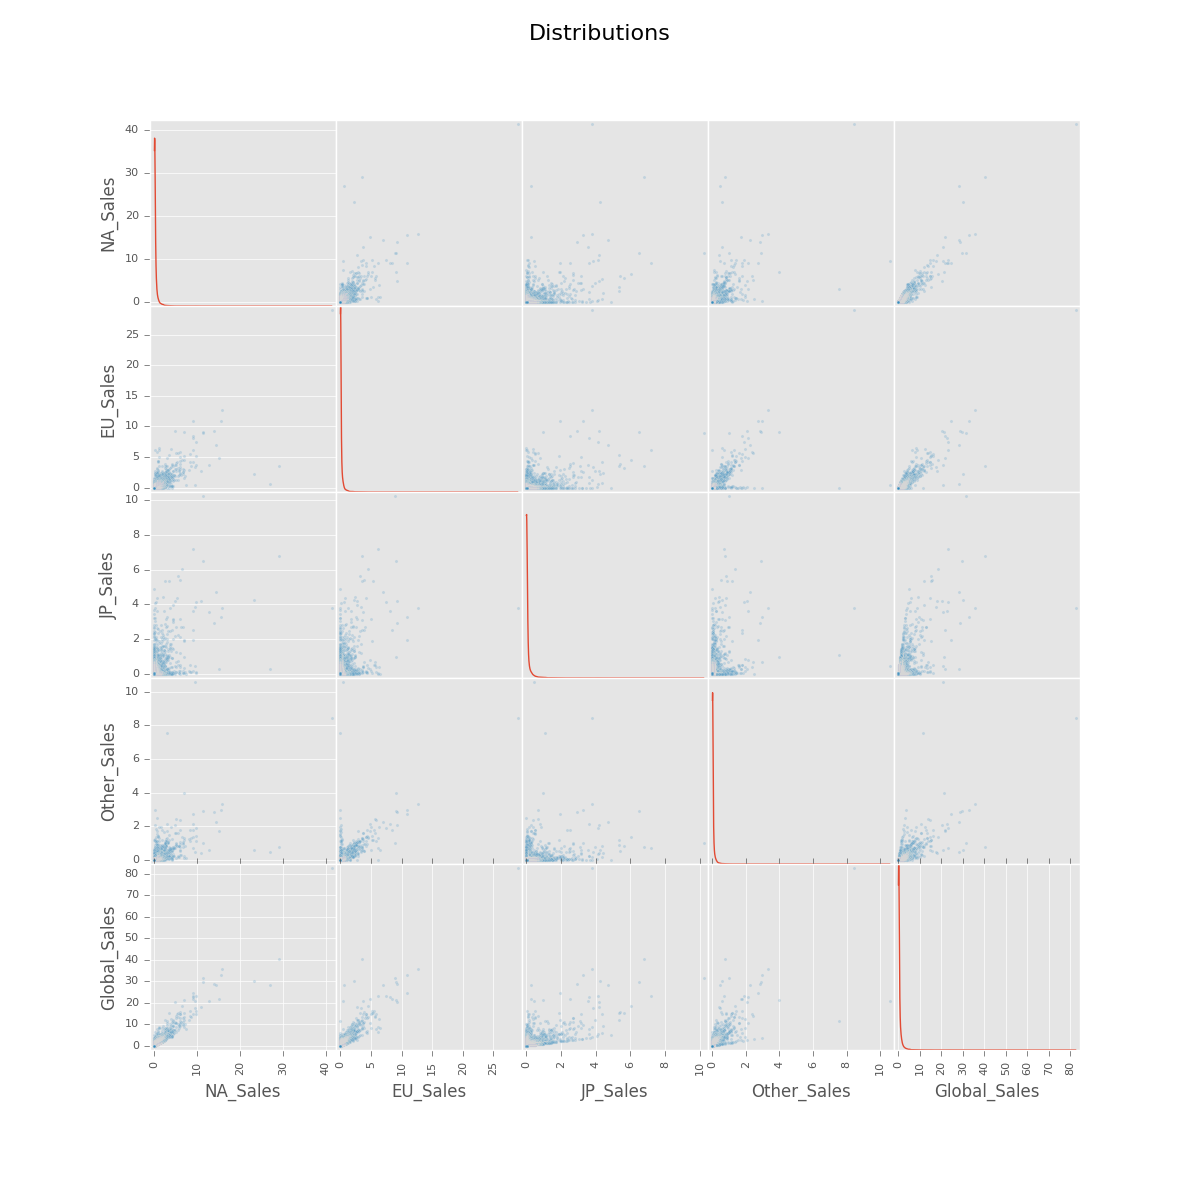 Distributions
NA_Sales
40
30
20
10
0
EU_Sales
25
20
15
10
5
0
JP_Sales
10
8
6
4
2
0
Other_Sales
10
8
6
4
2
0
Global_Sales
80
70
60
50
40
30
20
10
0
0 10 20 30 40
0 5 10 15 20 25
0 2 4 6 8 10
0 2 4 6 8 10
0 10 20 30 40 50 60 70 80
NA_Sales EU_Sales JP_Sales Other_Sales Global_Sales